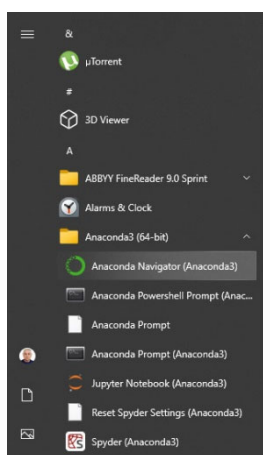 &
µTorrent
#
3D Viewer
A
ABBYY FineReader 9.0 Sprint
Alarms & Clock
Anaconda3 (64-bit)
Anaconda Navigator (Anaconda3)
Anaconda Powershell Prompt (Anac...
Anaconda Prompt
Anaconda Prompt (Anaconda3)
Jupyter Notebook (Anaconda3)
Reset Spyder Settings (Anaconda3)
Spyder (Anaconda3)